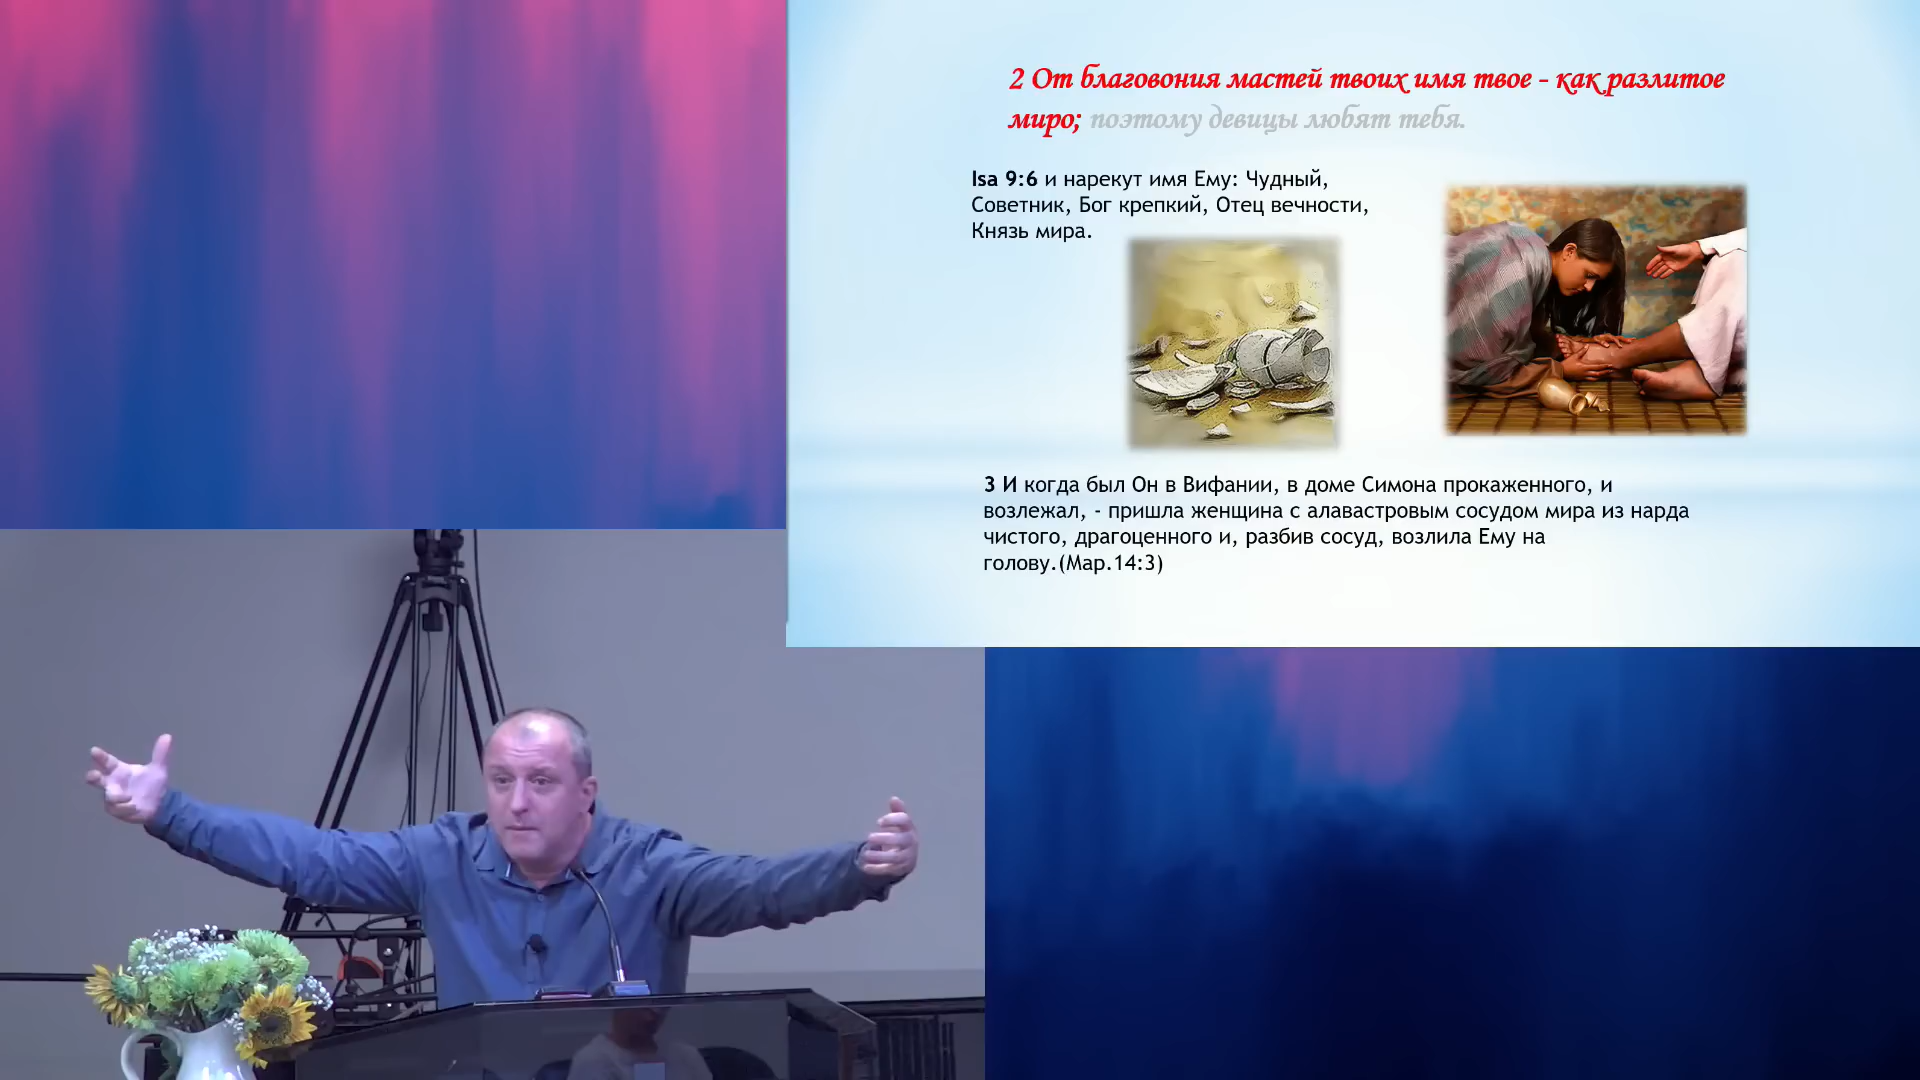 2 От благовония мастей твоих имя твое - как разлитое
миро; поэтому девицы любят тебя.
Isa 9:6 и нарекут имя Ему: Чудный,
Советник, Бог крепкий, Отец вечности,
Князь мира.
3 И когда был Он в Вифании, в доме Симона прокаженного, и
возлежал, - пришла женщина с алавастровым сосудом мира из нарда
чистого, драгоценного и, разбив сосуд, возлила Ему на
голову.(Мар.14:3)